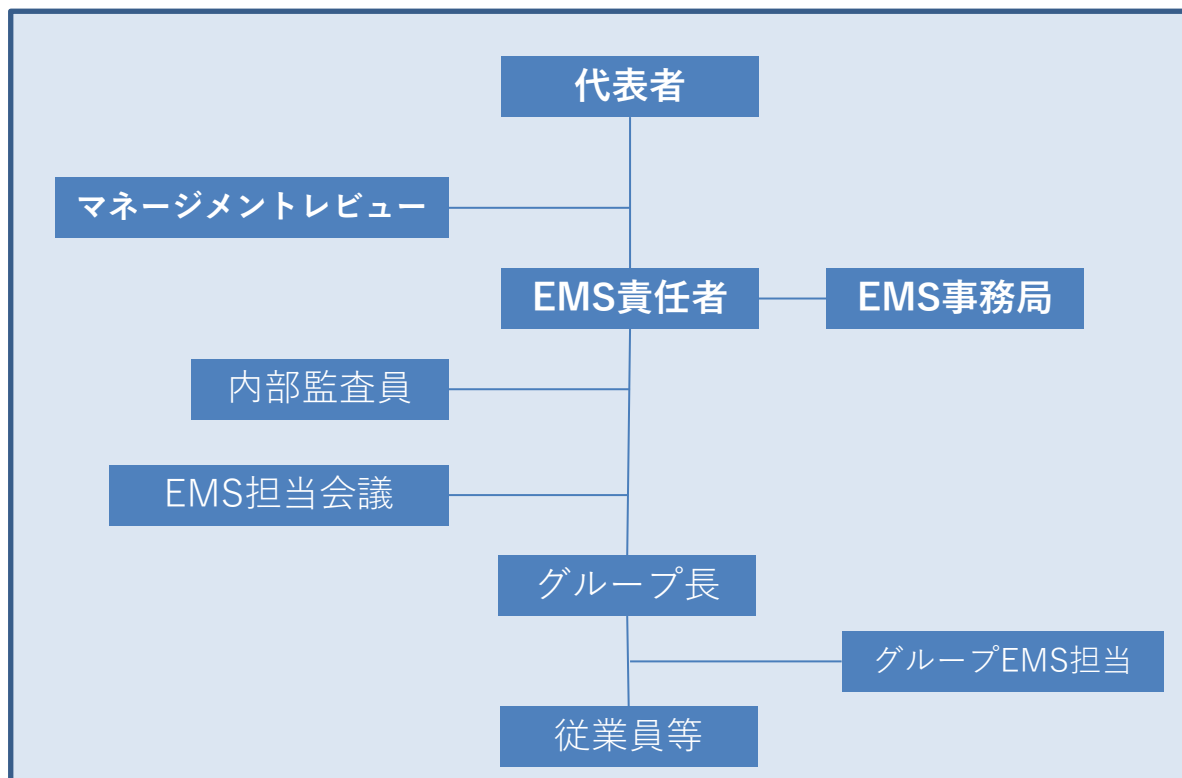 代表者
マネージメントレビュー
EMS責任者
EMS事務局
内部監査員
EMS担当会議
グループ長
グループEMS担当
従業員等